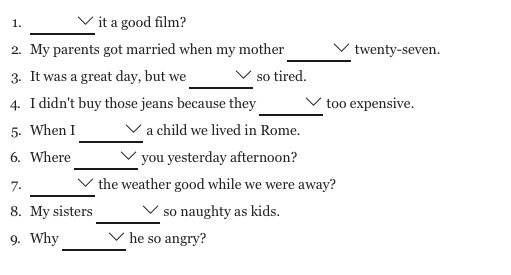 1. ______ it a good film?
2. My parents got married when my mother ______ twenty-seven.
3. It was a great day, but we ______ so tired.
4. I didn't buy those jeans because they ______ too expensive.
5. When I ______ a child we lived in Rome.
6. Where ______ you yesterday afternoon?
7. ______ the weather good while we were away?
8. My sisters ______ so naughty as kids.
9. Why ______ he so angry?